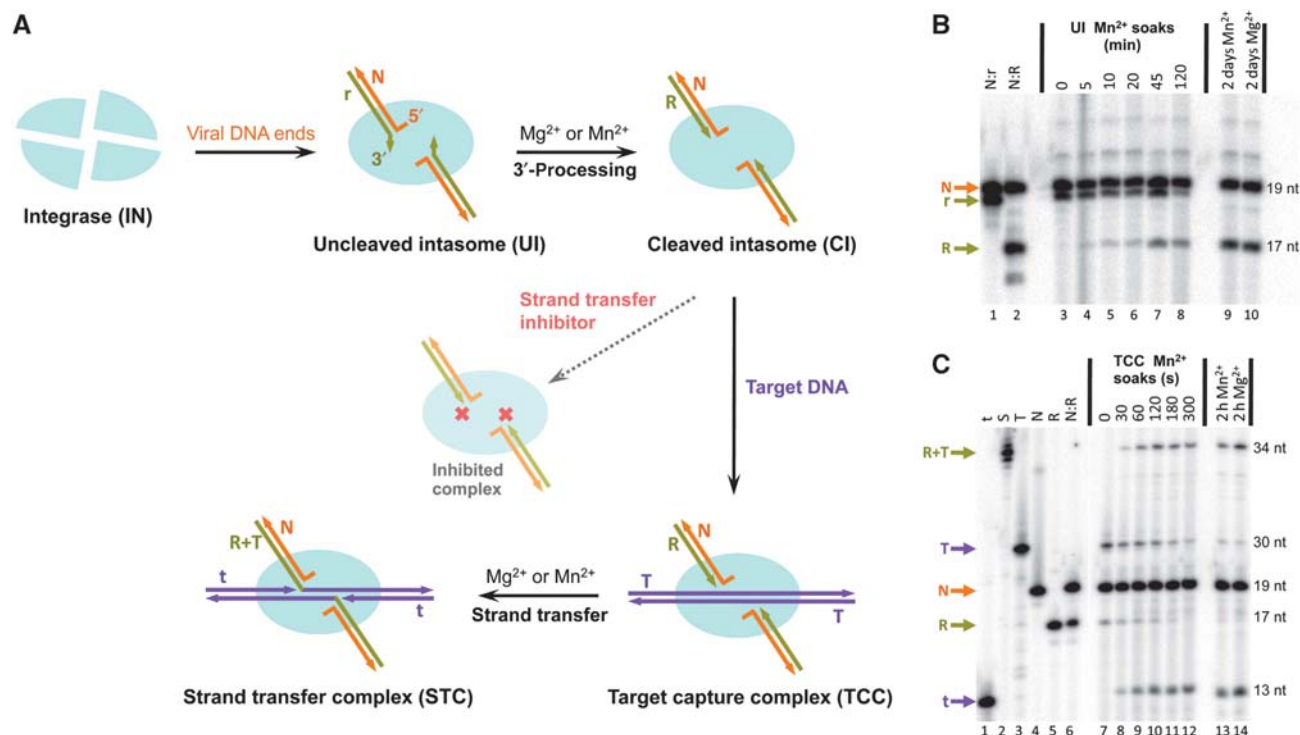 A
Integrase (IN)
Viral DNA ends
N
r
5′
3′
Uncleaved intasome (UI)
Mg2+ or Mn2+
3′-Processing
N
R
Cleaved intasome (CI)
Strand transfer
inhibitor
Inhibited
complex
Target DNA
R+T
N
t
t
Strand transfer complex (STC)
Mg2+ or Mn2+
Strand transfer
R
N
T
T
Target capture complex (TCC)
B
N:r
N:R
UI Mn2+ soaks
(min)
0 5 10 20 45 120
2 days Mn2+
2 days Mg2+
N
r
R
19 nt
17 nt
1 2 3 4 5 6 7 8 9 10
C
t S T N R N:R
TCC Mn2+
soaks (s)
0 30 60 120 180 300
2 h Mn2+
2 h Mg2+
R+T
T
N
R
t
34 nt
30 nt
19 nt
17 nt
13 nt
1 2 3 4 5 6 7 8 9 10 11 12 13 14